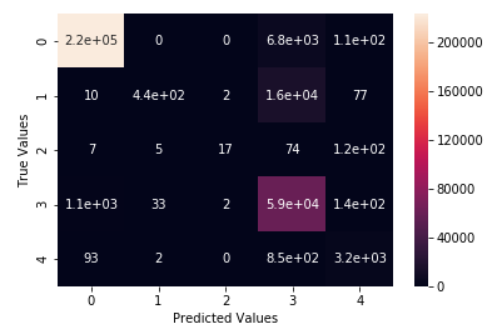 0 2.2e+05 0 0 6.8e+03 1.1e+02
1 10 4.4e+02 2 1.6e+04 77
2 7 5 17 74 1.2e+02
3 1.1e+03 33 2 5.9e+04 1.4e+02
4 93 2 0 8.5e+02 3.2e+03
0 1 2 3 4
True Values
Predicted Values
200000
160000
120000
80000
40000
0